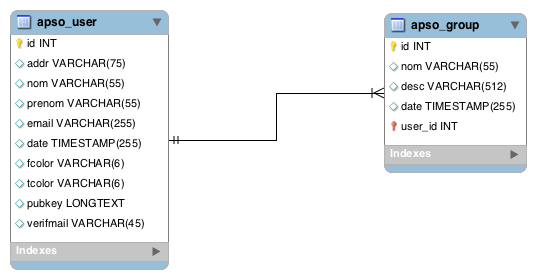 apso_user
id INT
addr VARCHAR(75)
nom VARCHAR(55)
prenom VARCHAR(55)
email VARCHAR(255)
date TIMESTAMP(255)
fcolor VARCHAR(6)
tcolor VARCHAR(6)
pubkey LONGTEXT
verifmail VARCHAR(45)
Indexes
apso_group
id INT
nom VARCHAR(55)
desc VARCHAR(512)
date TIMESTAMP(255)
user_id INT
Indexes